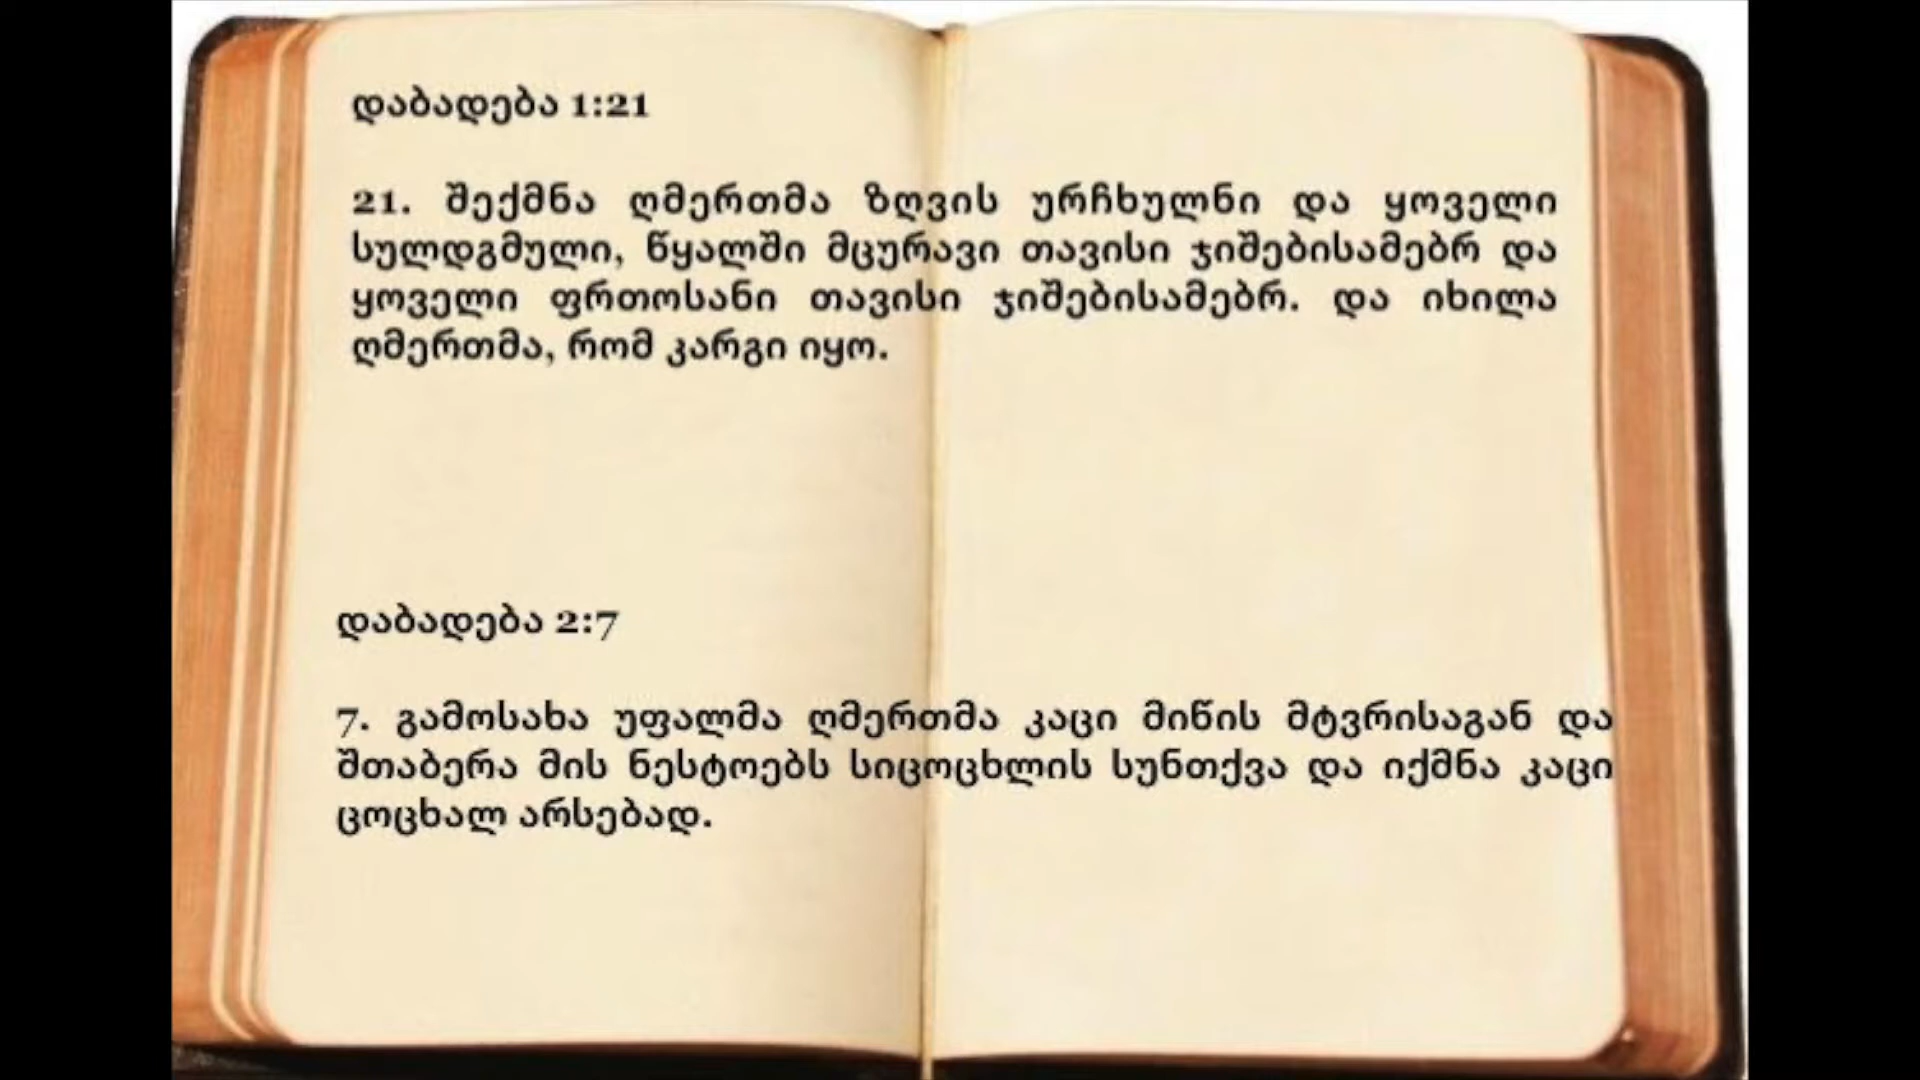 დაბადება 1:21
21. შექმნა ღმერთმა ზღვის ურჩხულნი და ყოველი
სულდგმული, წყალში მცურავი თავისი ჯიშებისამებრ და
ყოველი ფრთოსანი თავისი ჯიშებისამებრ. და იხილა
ღმერთმა, რომ კარგი იყო.
დაბადება 2:7
7. გამოსახა უფალმა ღმერთმა კაცი მიწის მტვრისაგან და
შთაბერა მის ნესტოებს სიცოცხლის სუნთქვა და იქმნა კაცი
ცოცხალ არსებად.